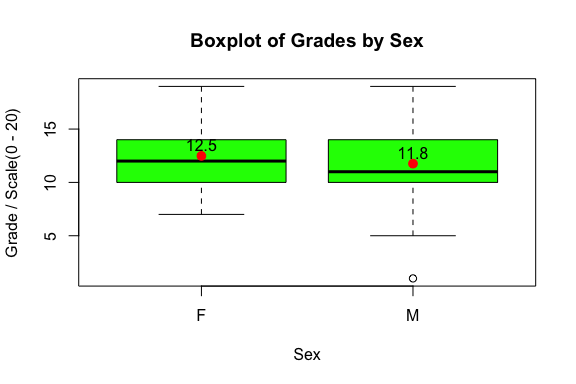 Boxplot of Grades by Sex
Grade / Scale(0 - 20)
15
10
5
12.5
11.8
F
M
Sex